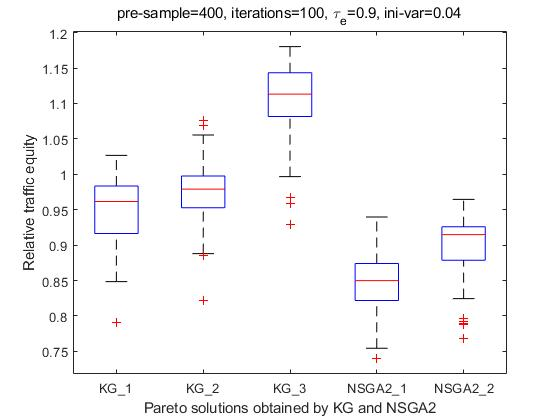 pre-sample=400, iterations=100, τe=0.9, ini-var=0.04
Relative traffic equity
1.2
1.15
1.1
1.05
1
0.95
0.9
0.85
0.8
0.75
KG_1 KG_2 KG_3 NSGA2_1 NSGA2_2
Pareto solutions obtained by KG and NSGA2